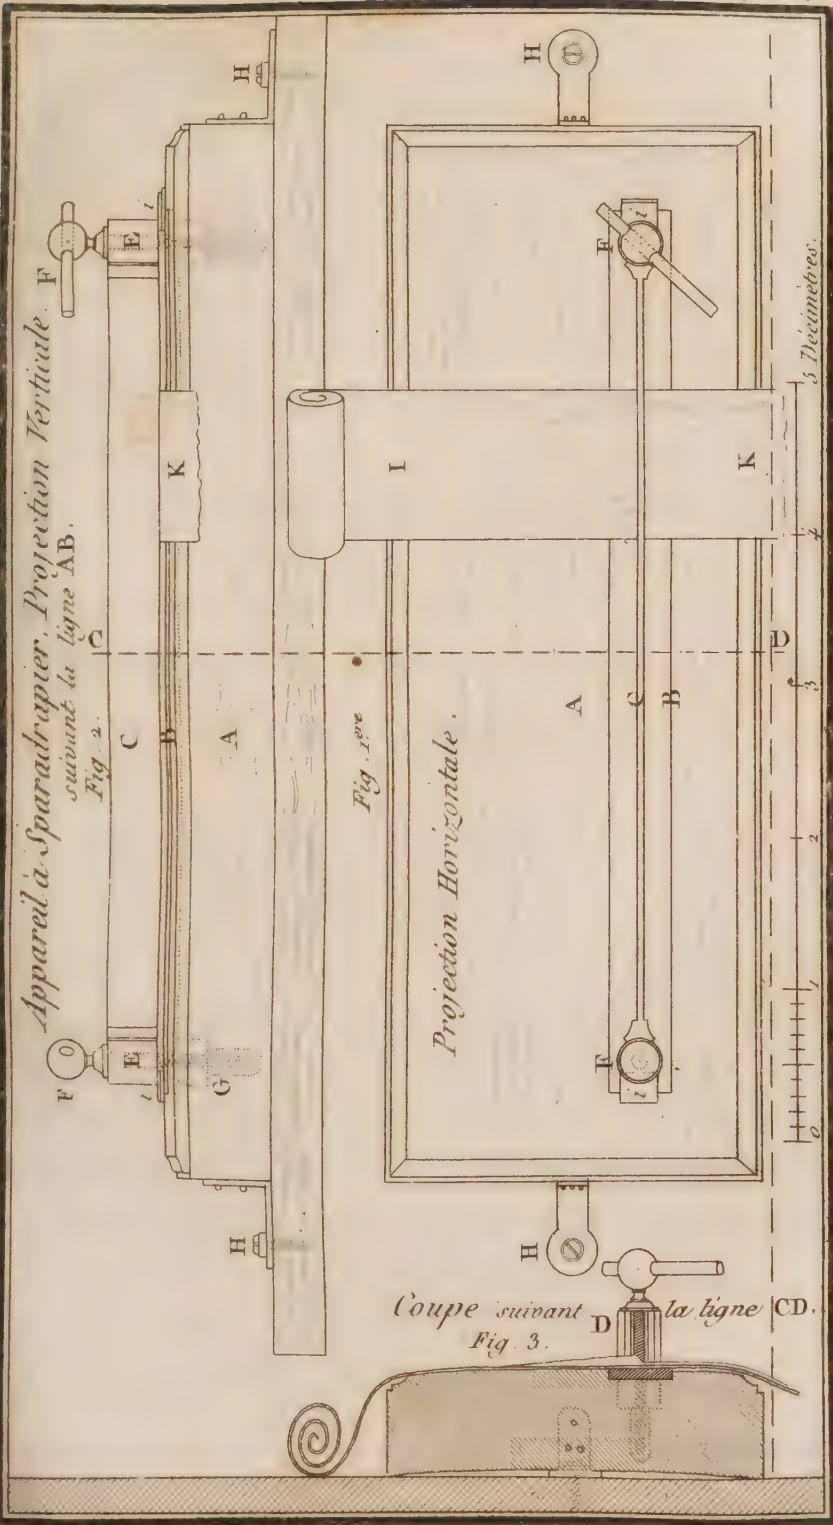 Appareil à Sparadrapier, Projection Verticale
suivant la ligne AB.
Fig. 2.
F
F
E
E
l
l
C
C
K
B
A
G
H
H
Fig. 1ère
Projection Horizontale.
H
H
F
F
l
l
I
K
A
C
B
D
0
1
2
3
4
5 Décimètres.
Coupe suivant la ligne CD.
Fig. 3.
D